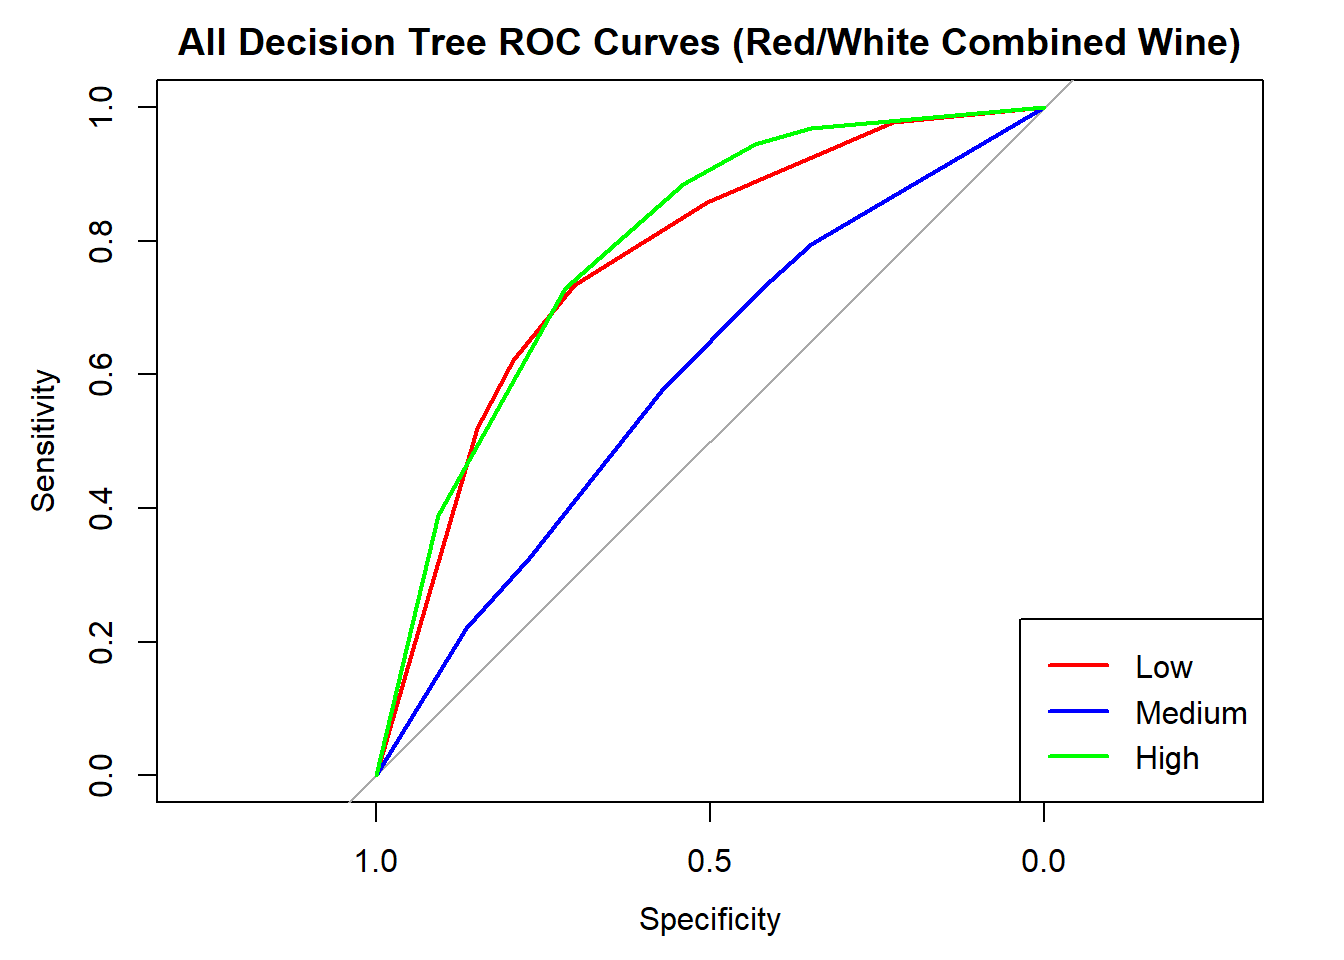 All Decision Tree ROC Curves (Red/White Combined Wine)
1.0
0.8
0.6
0.4
0.2
0.0
Sensitivity
Low
Medium
High
1.0 0.5 0.0
Specificity